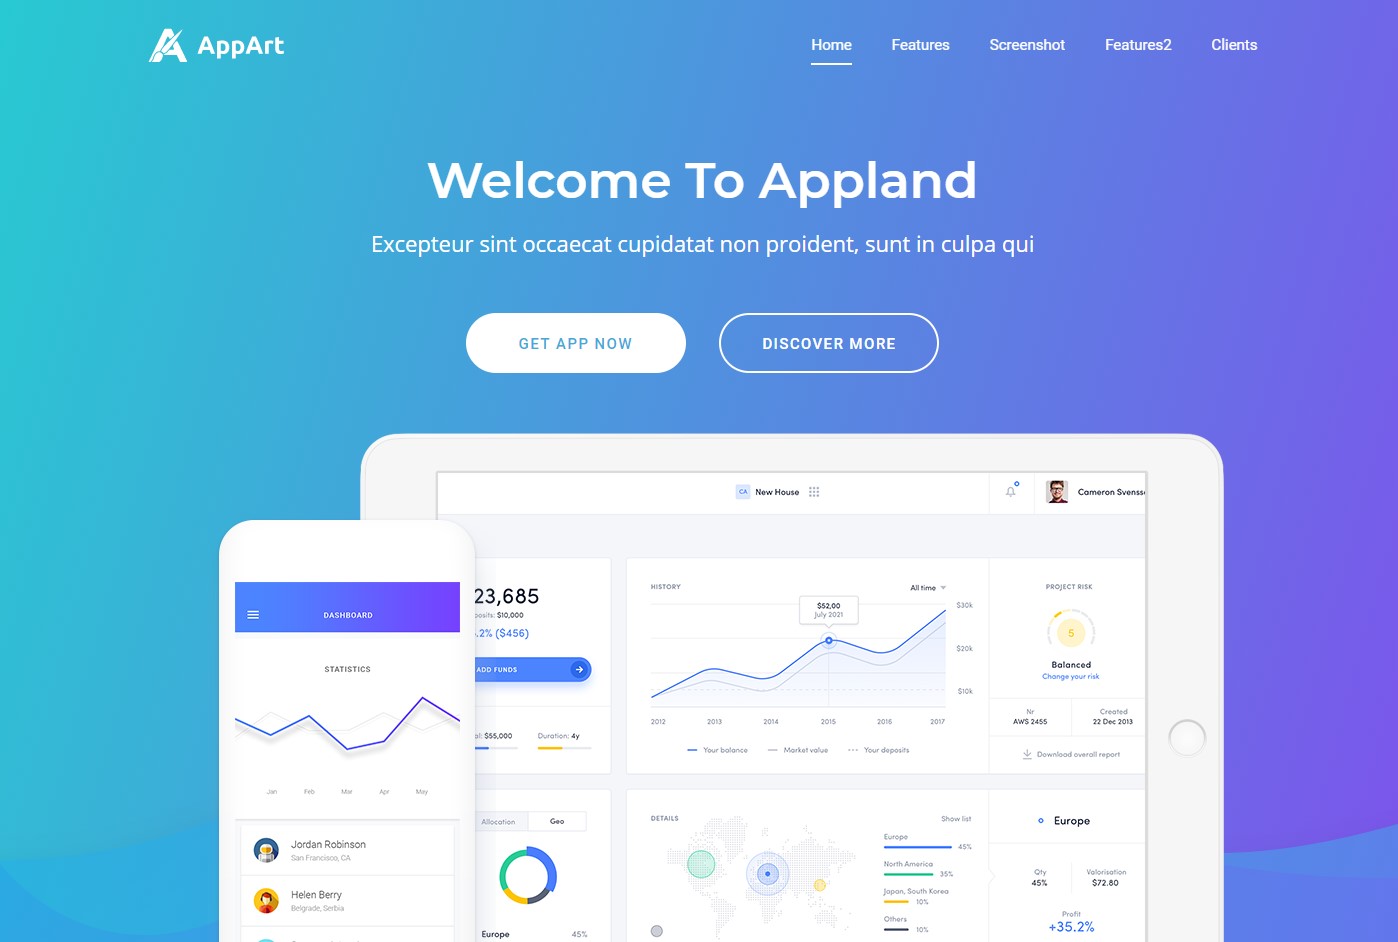 AppArt
Home Features Screenshot Features2 Clients
Welcome To Appland
Excepteur sint occaecat cupidatat non proident, sunt in culpa qui
GET APP NOW
DISCOVER MORE
CA New House
Cameron Svensso
23,685
posits: $10,000
.2% ($456)
ADD FUNDS
$55,000
Duration: 4y
HISTORY
All time
$52,00
July 2021
$30k
$20k
$10k
2012 2013 2014 2015 2016 2017
Your balance Market value Your deposits
PROJECT RISK
5
Balanced
Change your risk
Nr
AWS 2455
Created
22 Dec 2013
Download overall report
DASHBOARD
STATISTICS
Jan Feb Mar Apr May
Jordan Robinson
San Francisco, CA
Helen Berry
Belgrade, Serbia
Allocation Geo
Europe 45%
DETAILS
Show list
Europe
45%
North America
35%
Japan, South Korea
10%
Others
10%
Europe
Qty
45%
Valorisation
$72.80
Profit
+35.2%